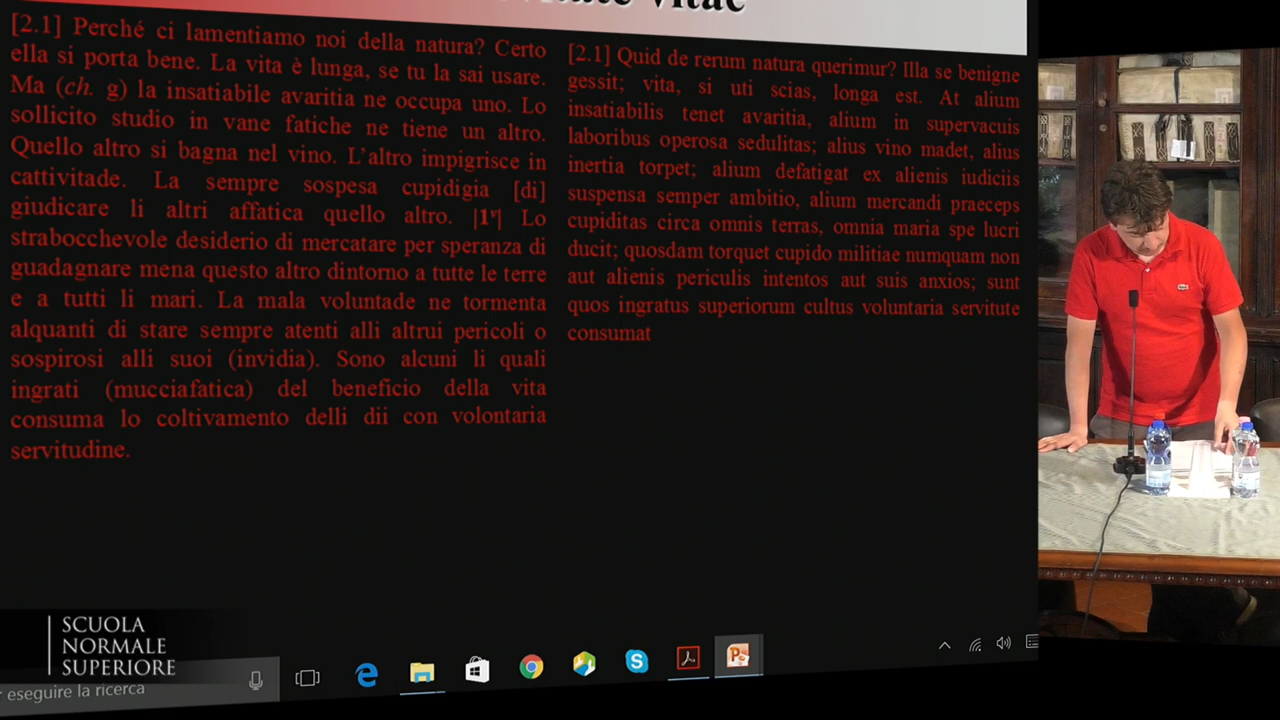 vitae
[2.1] Perché ci lamentiamo noi della natura? Certo
ella si porta bene. La vita è lunga, se tu la sai usare.
Ma (ch. g) la insatiabile avaritia ne occupa uno. Lo
sollicito studio in vane fatiche ne tiene un altro.
Quello altro si bagna nel vino. L'altro impigrisce in
cattivitade. La sempre sospesa cupidigia [di]
giudicare li altri affatica quello altro. |1v| Lo
strabocchevole desiderio di mercatare per speranza di
guadagnare mena questo altro dintorno a tutte le terre
e a tutti li mari. La mala voluntade ne tormenta
alquanti di stare sempre atenti alli altrui pericoli o
sospirosi alli suoi (invidia). Sono alcuni li quali
ingrati (mucciafatica) del beneficio della vita
consuma lo coltivamento delli dii con volontaria
servitudine.
[2.1] Quid de rerum natura querimur? Illa se benigne
gessit; vita, si uti scias, longa est. At alium
insatiabilis tenet avaritia, alium in supervacuis
laboribus operosa sedulitas; alius vino madet, alius
inertia torpet; alium defatigat ex alienis iudiciis
suspensa semper ambitio, alium mercandi praeceps
cupiditas circa omnis terras, omnia maria spe lucri
ducit; quosdam torquet cupido militiae numquam non
aut alienis periculis intentos aut suis anxios; sunt
quos ingratus superiorum cultus voluntaria servitute
consumat
SCUOLA
NORMALE
SUPERIORE
r eseguire la ricerca